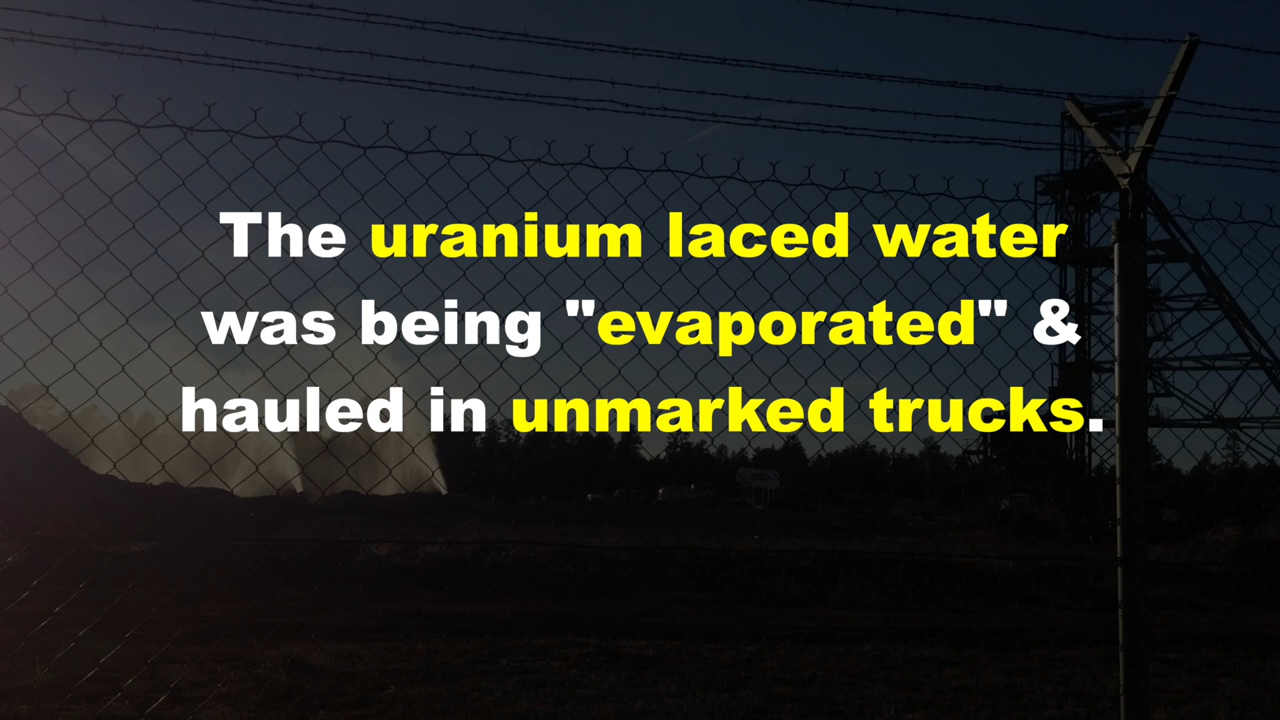 The uranium laced water
was being "evaporated" &
hauled in unmarked trucks.